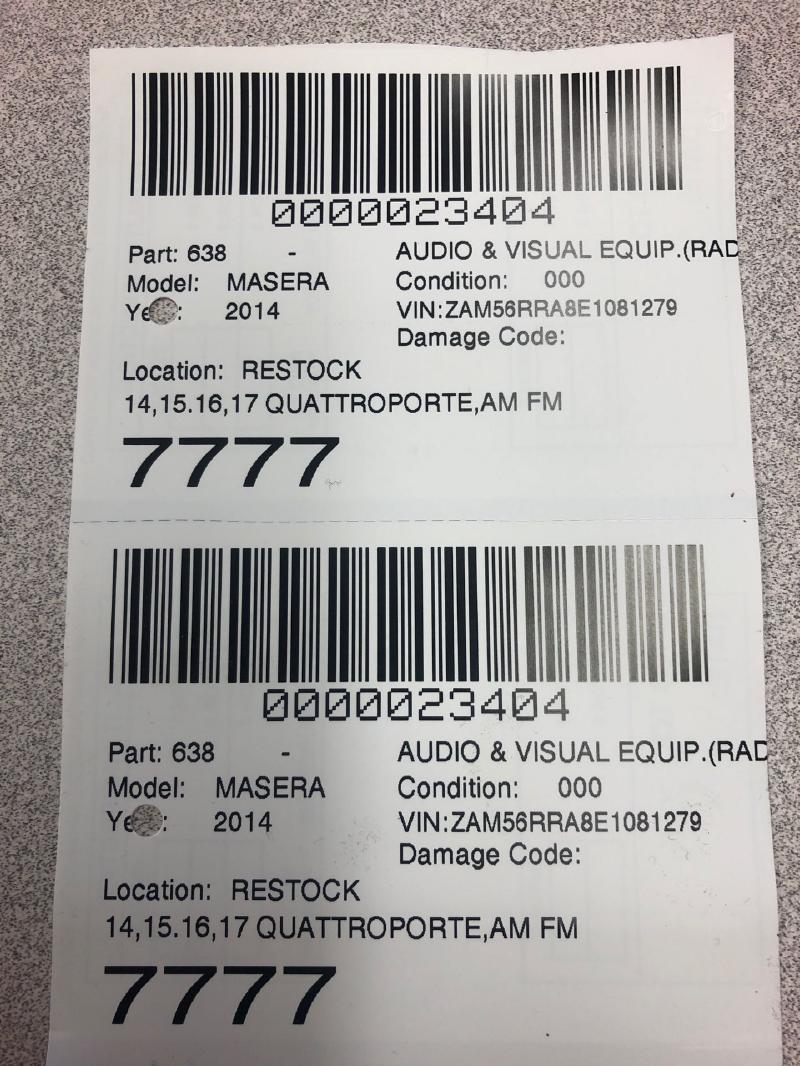 0000023404
Part: 638 - AUDIO & VISUAL EQUIP.(RAD
Model: MASERA Condition: 000
Ye : 2014 VIN:ZAM56RRA8E1081279
Damage Code:
Location: RESTOCK
14,15.16,17 QUATTROPORTE,AM FM
7777
0000023404
Part: 638 - AUDIO & VISUAL EQUIP.(RAD
Model: MASERA Condition: 000
Ye : 2014 VIN:ZAM56RRA8E1081279
Damage Code:
Location: RESTOCK
14,15.16,17 QUATTROPORTE,AM FM
7777